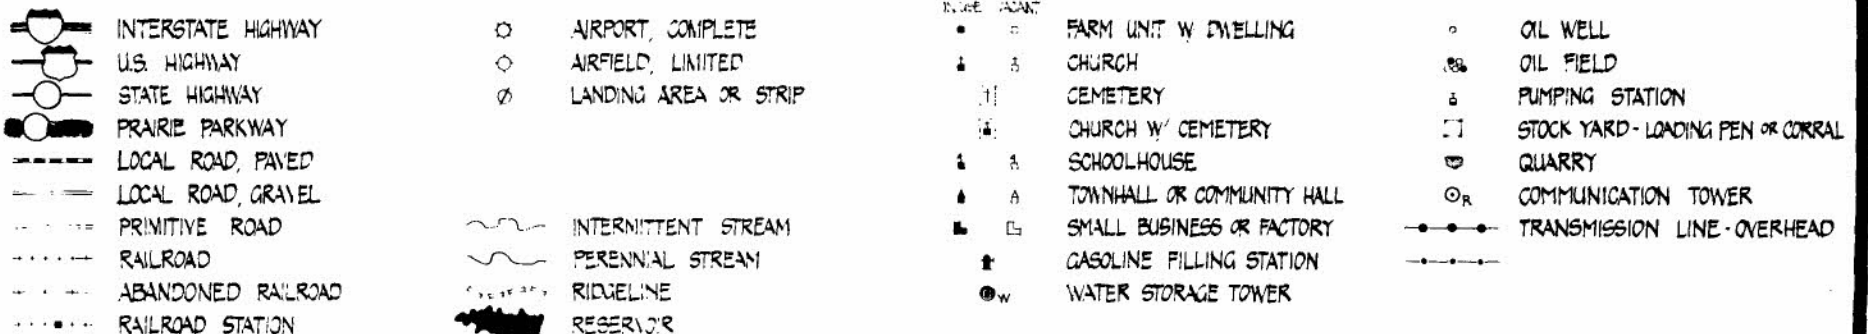 INTERSTATE HIGHWAY
U.S. HIGHWAY
STATE HIGHWAY
PRAIRIE PARKWAY
LOCAL ROAD, PAVED
LOCAL ROAD, GRAVEL
PRIMITIVE ROAD
RAILROAD
ABANDONED RAILROAD
RAILROAD STATION
AIRPORT, COMPLETE
AIRFIELD, LIMITED
LANDING AREA OR STRIP
INTERMITTENT STREAM
PERENNIAL STREAM
RIDGELINE
RESERVOIR
IN USE VACANT
FARM UNIT W DWELLING
CHURCH
CEMETERY
CHURCH W/ CEMETERY
SCHOOLHOUSE
TOWNHALL OR COMMUNITY HALL
SMALL BUSINESS OR FACTORY
GASOLINE FILLING STATION
W WATER STORAGE TOWER
OIL WELL
OIL FIELD
PUMPING STATION
STOCK YARD - LOADING PEN OR CORRAL
QUARRY
R COMMUNICATION TOWER
TRANSMISSION LINE - OVERHEAD